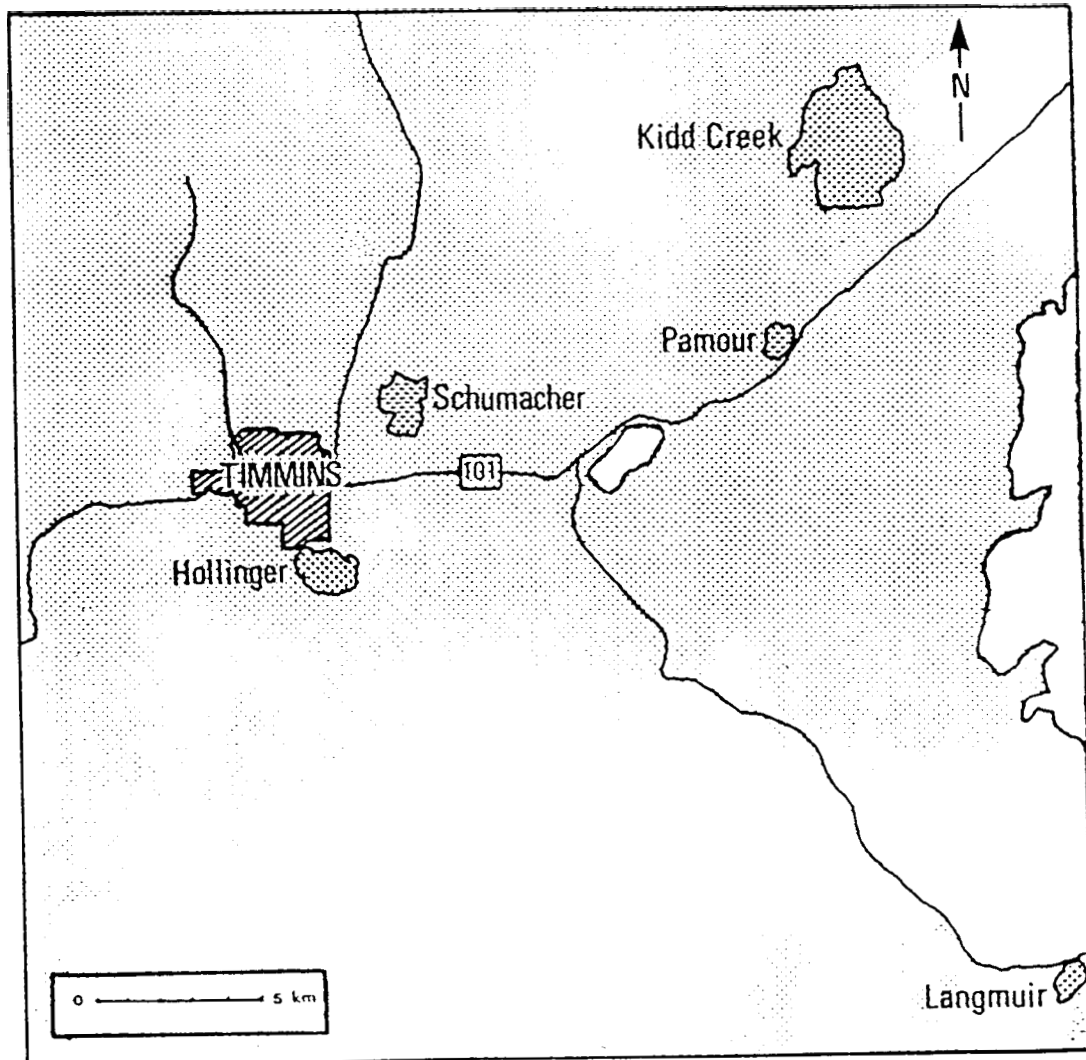 N
Kidd Creek
Pamour
Schumacher
TIMMINS
101
Hollinger
0 5 km
Langmuir